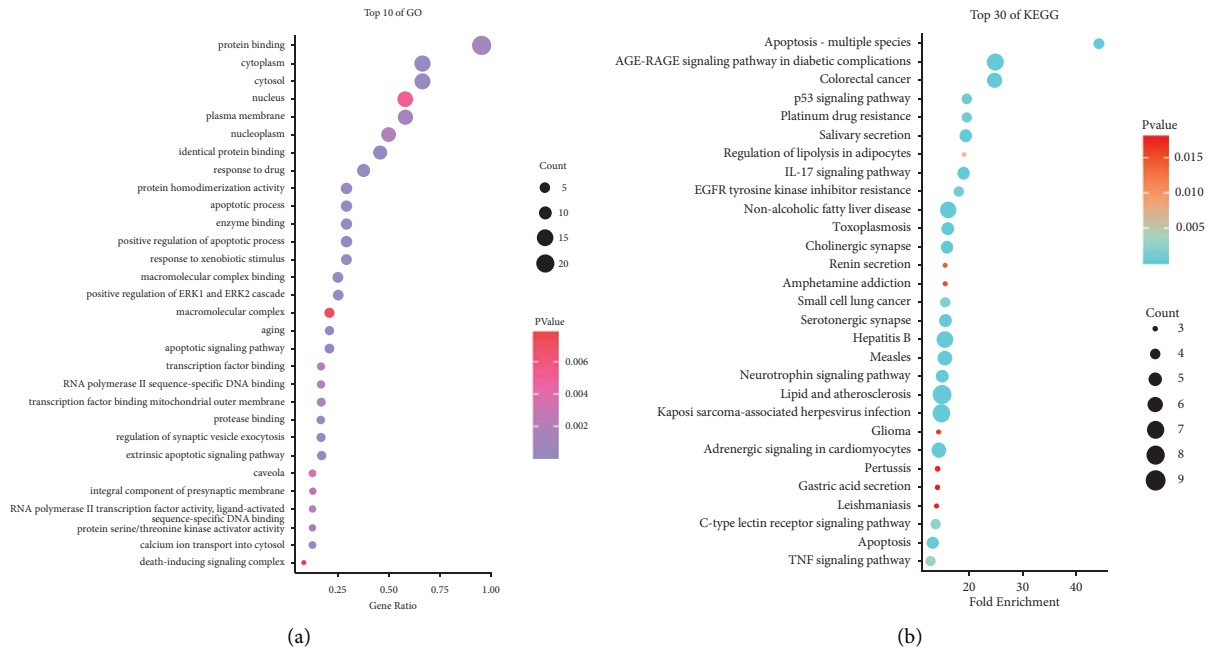 Top 10 of GO
protein binding
cytoplasm
cytosol
nucleus
plasma membrane
nucleoplasm
identical protein binding
response to drug
protein homodimerization activity
apoptotic process
enzyme binding
positive regulation of apoptotic process
response to xenobiotic stimulus
macromolecular complex binding
positive regulation of ERK1 and ERK2 cascade
macromolecular complex
aging
apoptotic signaling pathway
transcription factor binding
RNA polymerase II sequence-specific DNA binding
transcription factor binding mitochondrial outer membrane
protease binding
regulation of synaptic vesicle exocytosis
extrinsic apoptotic signaling pathway
caveola
integral component of presynaptic membrane
RNA polymerase II transcription factor activity, ligand-activated
sequence-specific DNA binding
protein serine/threonine kinase activator activity
calcium ion transport into cytosol
death-inducing signaling complex
0.25 0.50 0.75 1.00
Gene Ratio
Count
5
10
15
20
PValue
0.006
0.004
0.002
(a)
Top 30 of KEGG
Apoptosis - multiple species
AGE-RAGE signaling pathway in diabetic complications
Colorectal cancer
p53 signaling pathway
Platinum drug resistance
Salivary secretion
Regulation of lipolysis in adipocytes
IL-17 signaling pathway
EGFR tyrosine kinase inhibitor resistance
Non-alcoholic fatty liver disease
Toxoplasmosis
Cholinergic synapse
Renin secretion
Amphetamine addiction
Small cell lung cancer
Serotonergic synapse
Hepatitis B
Measles
Neurotrophin signaling pathway
Lipid and atherosclerosis
Kaposi sarcoma-associated herpesvirus infection
Glioma
Adrenergic signaling in cardiomyocytes
Pertussis
Gastric acid secretion
Leishmaniasis
C-type lectin receptor signaling pathway
Apoptosis
TNF signaling pathway
20 30 40
Fold Enrichment
Pvalue
0.015
0.010
0.005
Count
3
4
5
6
7
8
9
(b)